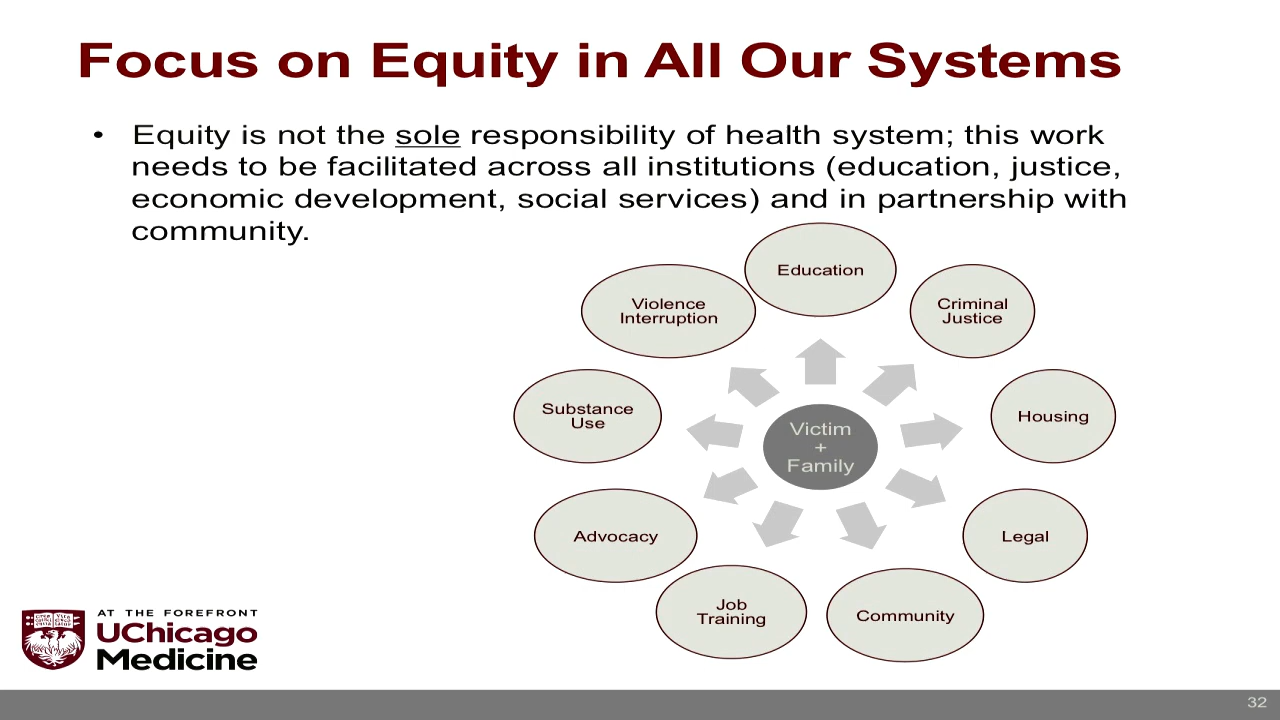 Focus on Equity in All Our Systems
• Equity is not the sole responsibility of health system; this work
needs to be facilitated across all institutions (education, justice,
economic development, social services) and in partnership with
community.
Education
Violence
Interruption
Criminal
Justice
Substance
Use
Housing
Victim
+
Family
Advocacy
Legal
Job
Training
Community
AT THE FOREFRONT
UChicago
Medicine
32